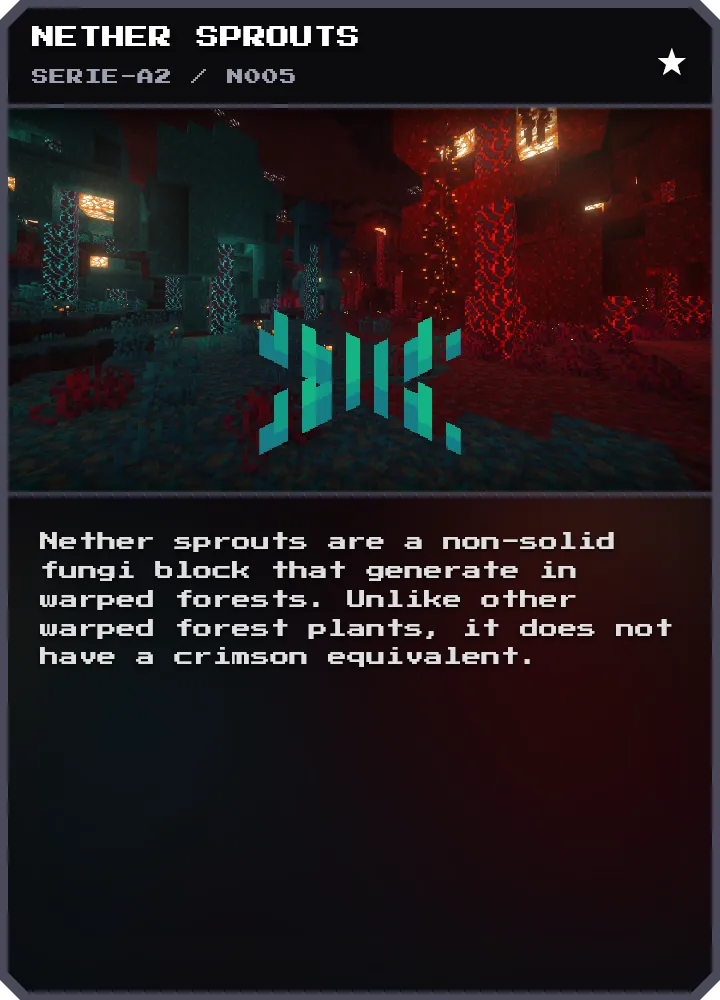 NETHER SPROUTS
SERIE-A2 / N005
Nether sprouts are a non-solid
fungi block that generate in
warped forests. Unlike other
warped forest plants, it does not
have a crimson equivalent.